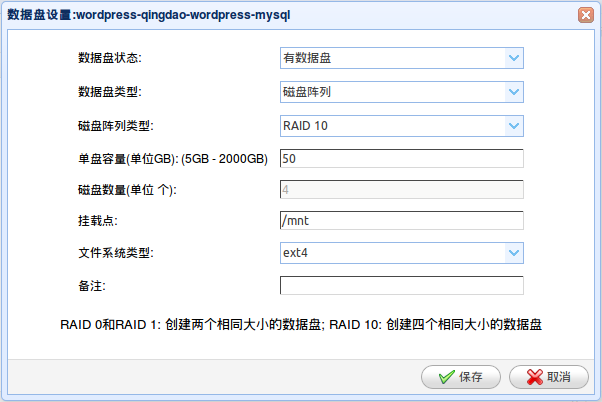 数据盘设置:wordpress-qingdao-wordpress-mysql
数据盘状态: 有数据盘
数据盘类型: 磁盘阵列
磁盘阵列类型: RAID 10
单盘容量(单位GB): (5GB - 2000GB) 50
磁盘数量(单位 个): 4
挂载点: /mnt
文件系统类型: ext4
备注:
RAID 0和RAID 1: 创建两个相同大小的数据盘; RAID 10: 创建四个相同大小的数据盘
保存 取消